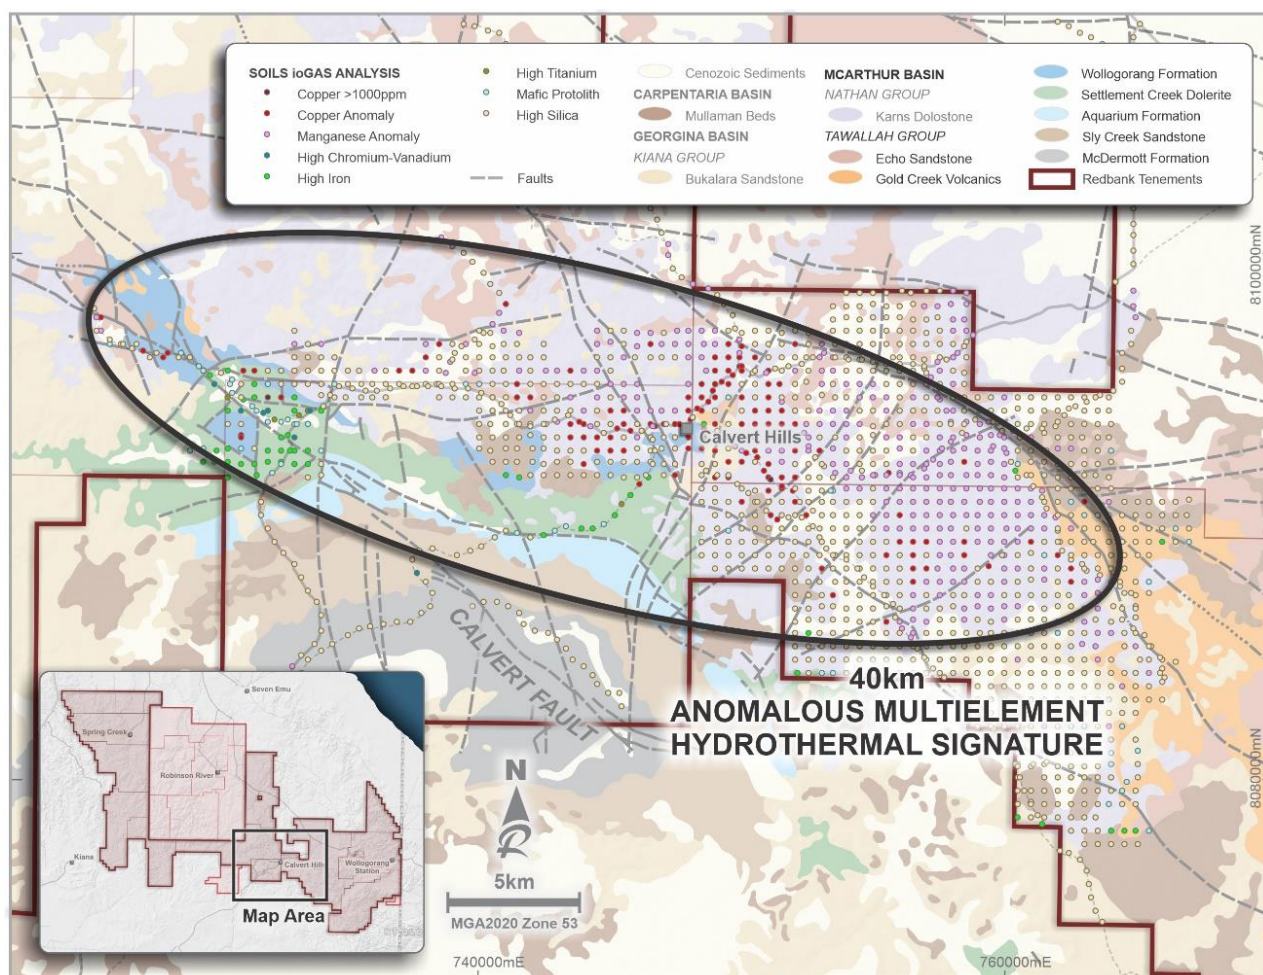 SOILS ioGAS ANALYSIS
Copper >1000ppm
Copper Anomaly
Manganese Anomaly
High Chromium-Vanadium
High Iron
High Titanium
Mafic Protolith
High Silica
Faults
Cenozoic Sediments
CARPENTARIA BASIN
Mullaman Beds
GEORGINA BASIN
KIANA GROUP
Bukalara Sandstone
MCARTHUR BASIN
NATHAN GROUP
Karns Dolostone
TAWALLAH GROUP
Echo Sandstone
Gold Creek Volcanics
Wollogorang Formation
Settlement Creek Dolerite
Aquarium Formation
Sly Creek Sandstone
McDermott Formation
Redbank Tenements
8100000mN
Calvert Hills
CALVERT FAULT
40km
ANOMALOUS MULTIELEMENT
HYDROTHERMAL SIGNATURE
8080000mN
Seven Emu
Spring Creek
Robinson River
Kiana
Calvert Hills
Wollogorang
Station
Map Area
N
5km
MGA2020 Zone 53
740000mE
760000mE